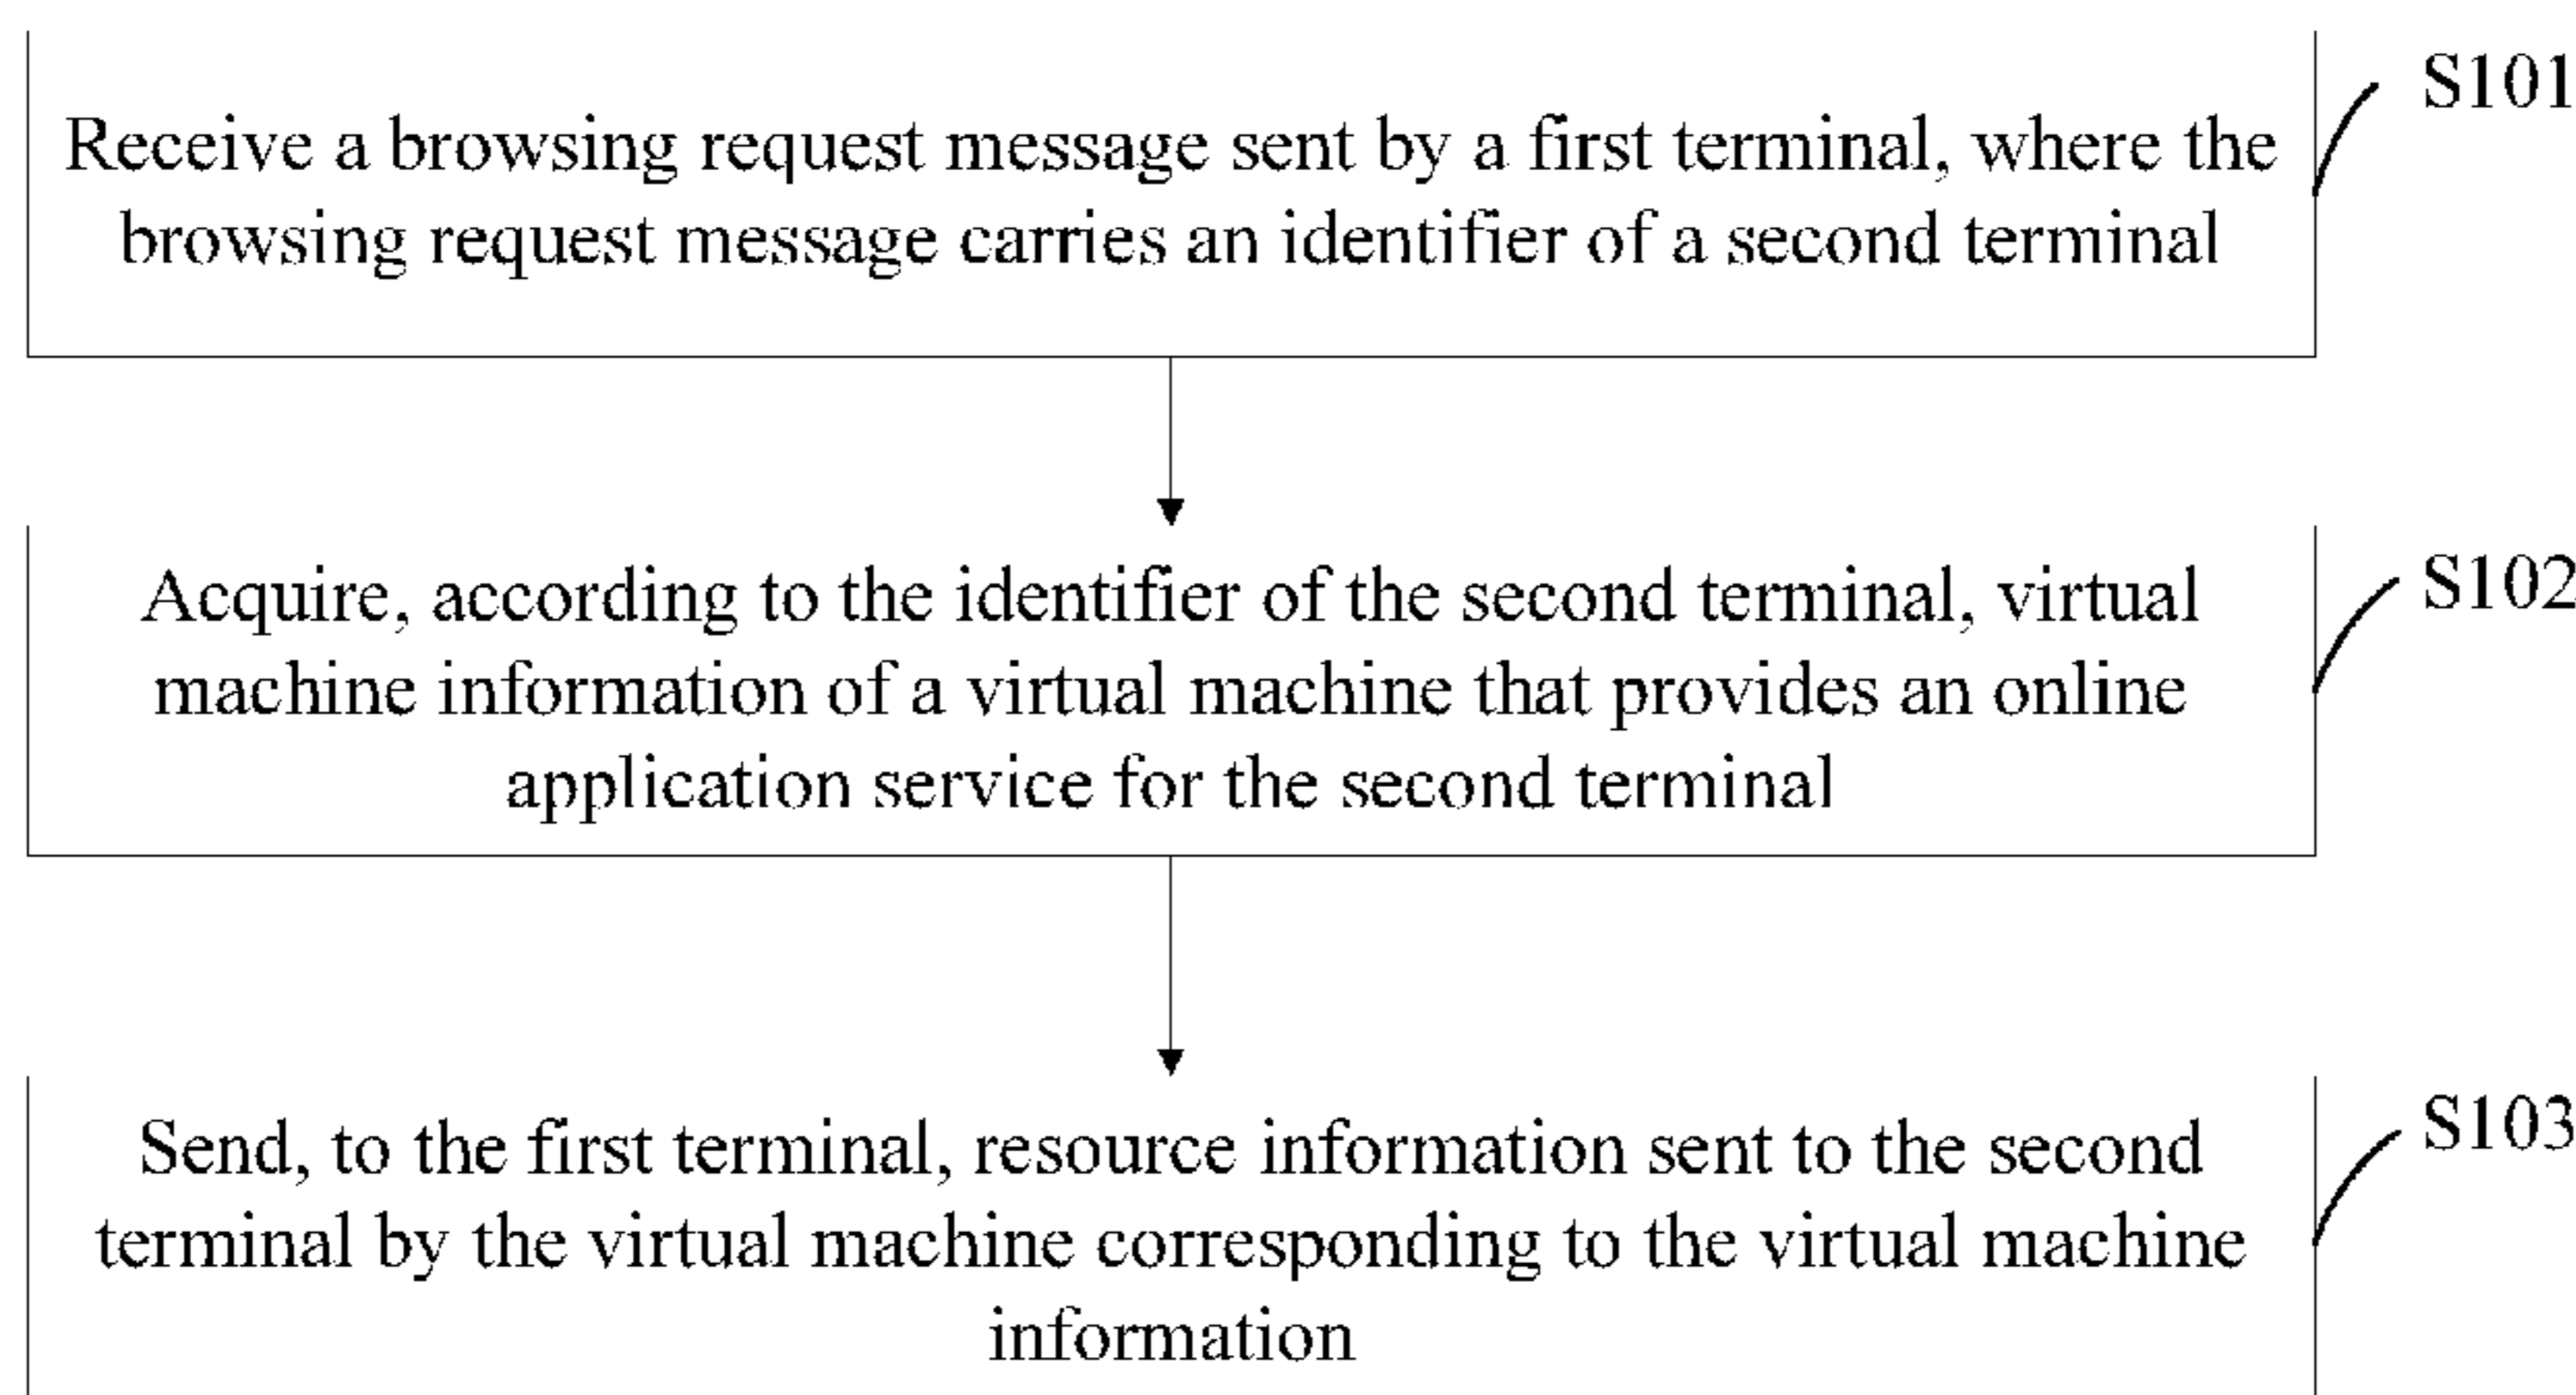 S101
Receive a browsing request message sent by a first terminal, where the
browsing request message carries an identifier of a second terminal
S102
Acquire, according to the identifier of the second terminal, virtual
machine information of a virtual machine that provides an online
application service for the second terminal
S103
Send, to the first terminal, resource information sent to the second
terminal by the virtual machine corresponding to the virtual machine
information